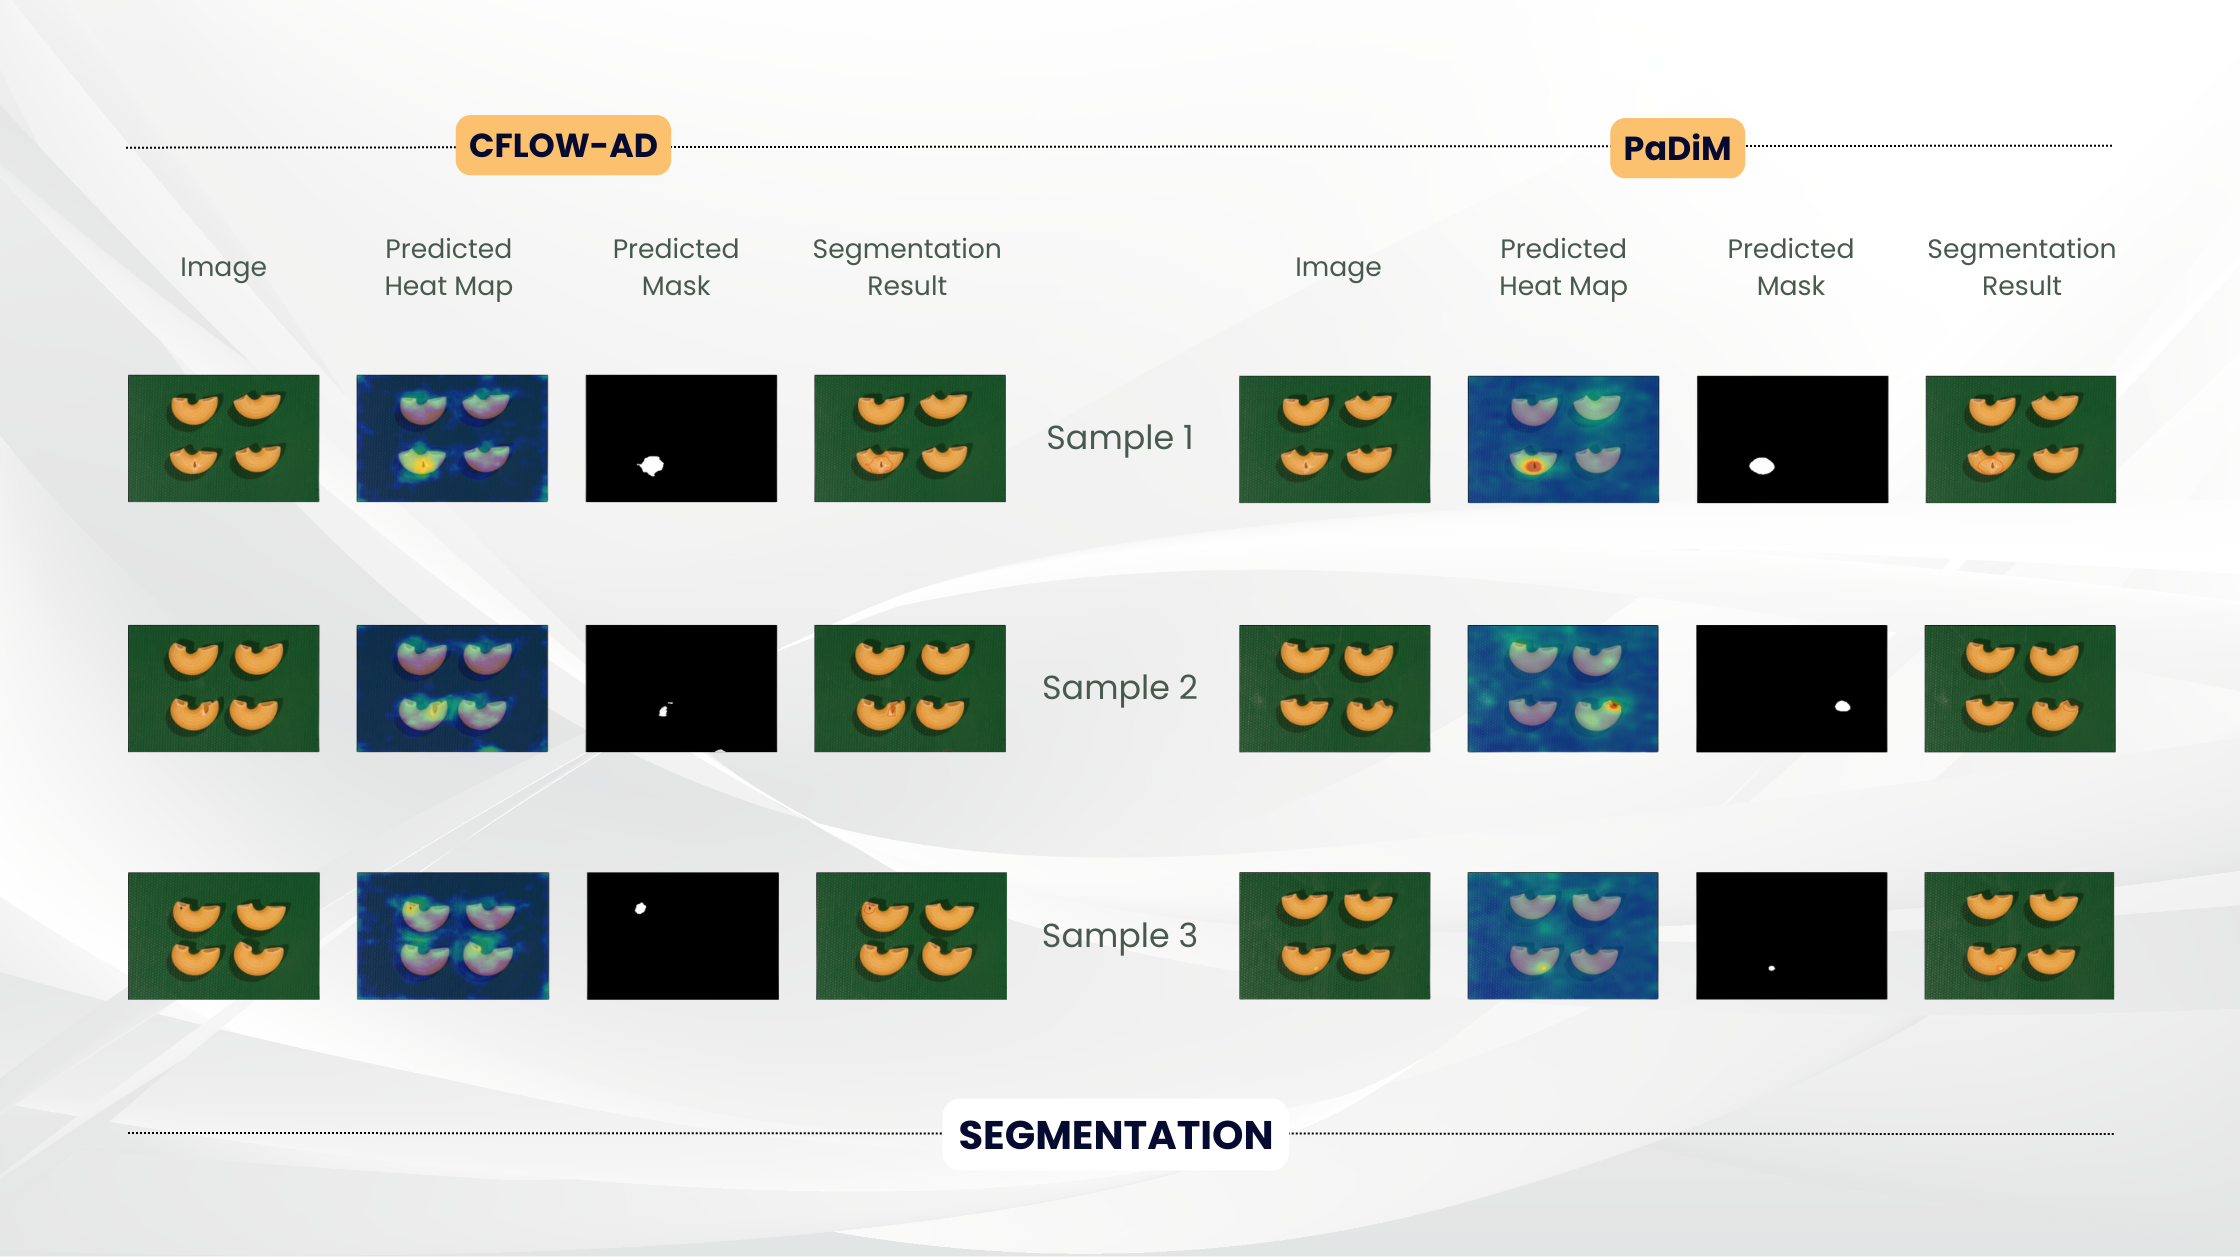 CFLOW-AD
PaDiM
Image
Predicted
Heat Map
Predicted
Mask
Segmentation
Result
Image
Predicted
Heat Map
Predicted
Mask
Segmentation
Result
Sample 1
Sample 2
Sample 3
SEGMENTATION